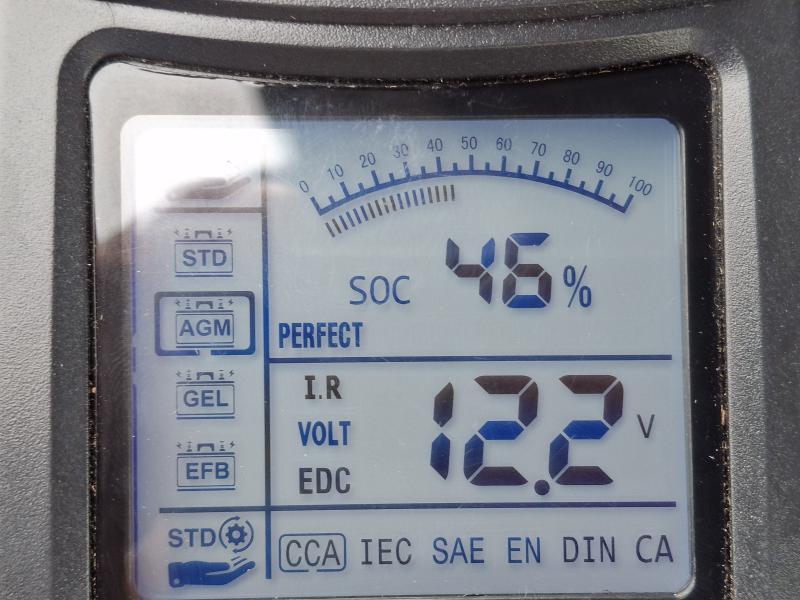 0 10 20 30 40 50 60 70 80 90 100
STD
SOC 46 %
AGM
PERFECT
I.R
GEL
VOLT 12.2 V
EFB
EDC
STD
CCA IEC SAE EN DIN CA